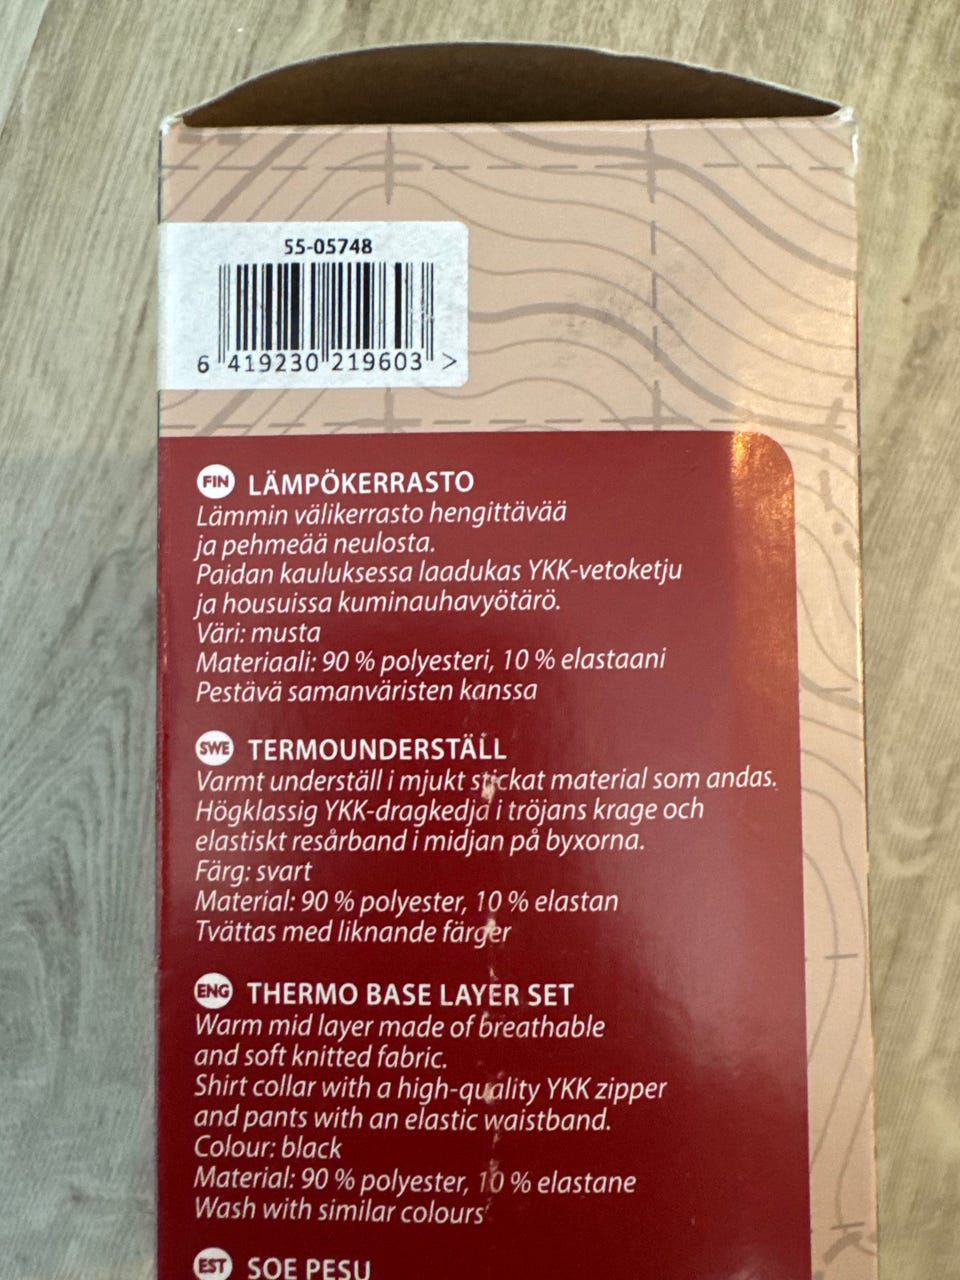 55-05748
6 419230 219603 >
FIN LÄMPÖKERRASTO
Lämmin välikerrasto hengittävää
ja pehmeää neulosta.
Paidan kauluksessa laadukas YKK-vetoketju
ja housuissa kuminauhavyötärö.
Väri: musta
Materiaali: 90 % polyesteri, 10 % elastaani
Pestävä samanväristen kanssa
SWE TERMOUNDERSTÄLL
Varmt underställ i mjukt stickat material som andas.
Högklassig YKK-dragkedja i tröjans krage och
elastiskt resårband i midjan på byxorna.
Färg: svart
Material: 90 % polyester, 10 % elastan
Tvättas med liknande färger
ENG THERMO BASE LAYER SET
Warm mid layer made of breathable
and soft knitted fabric.
Shirt collar with a high-quality YKK zipper
and pants with an elastic waistband.
Colour: black
Material: 90 % polyester, 10 % elastane
Wash with similar colours
EST SOE PESU